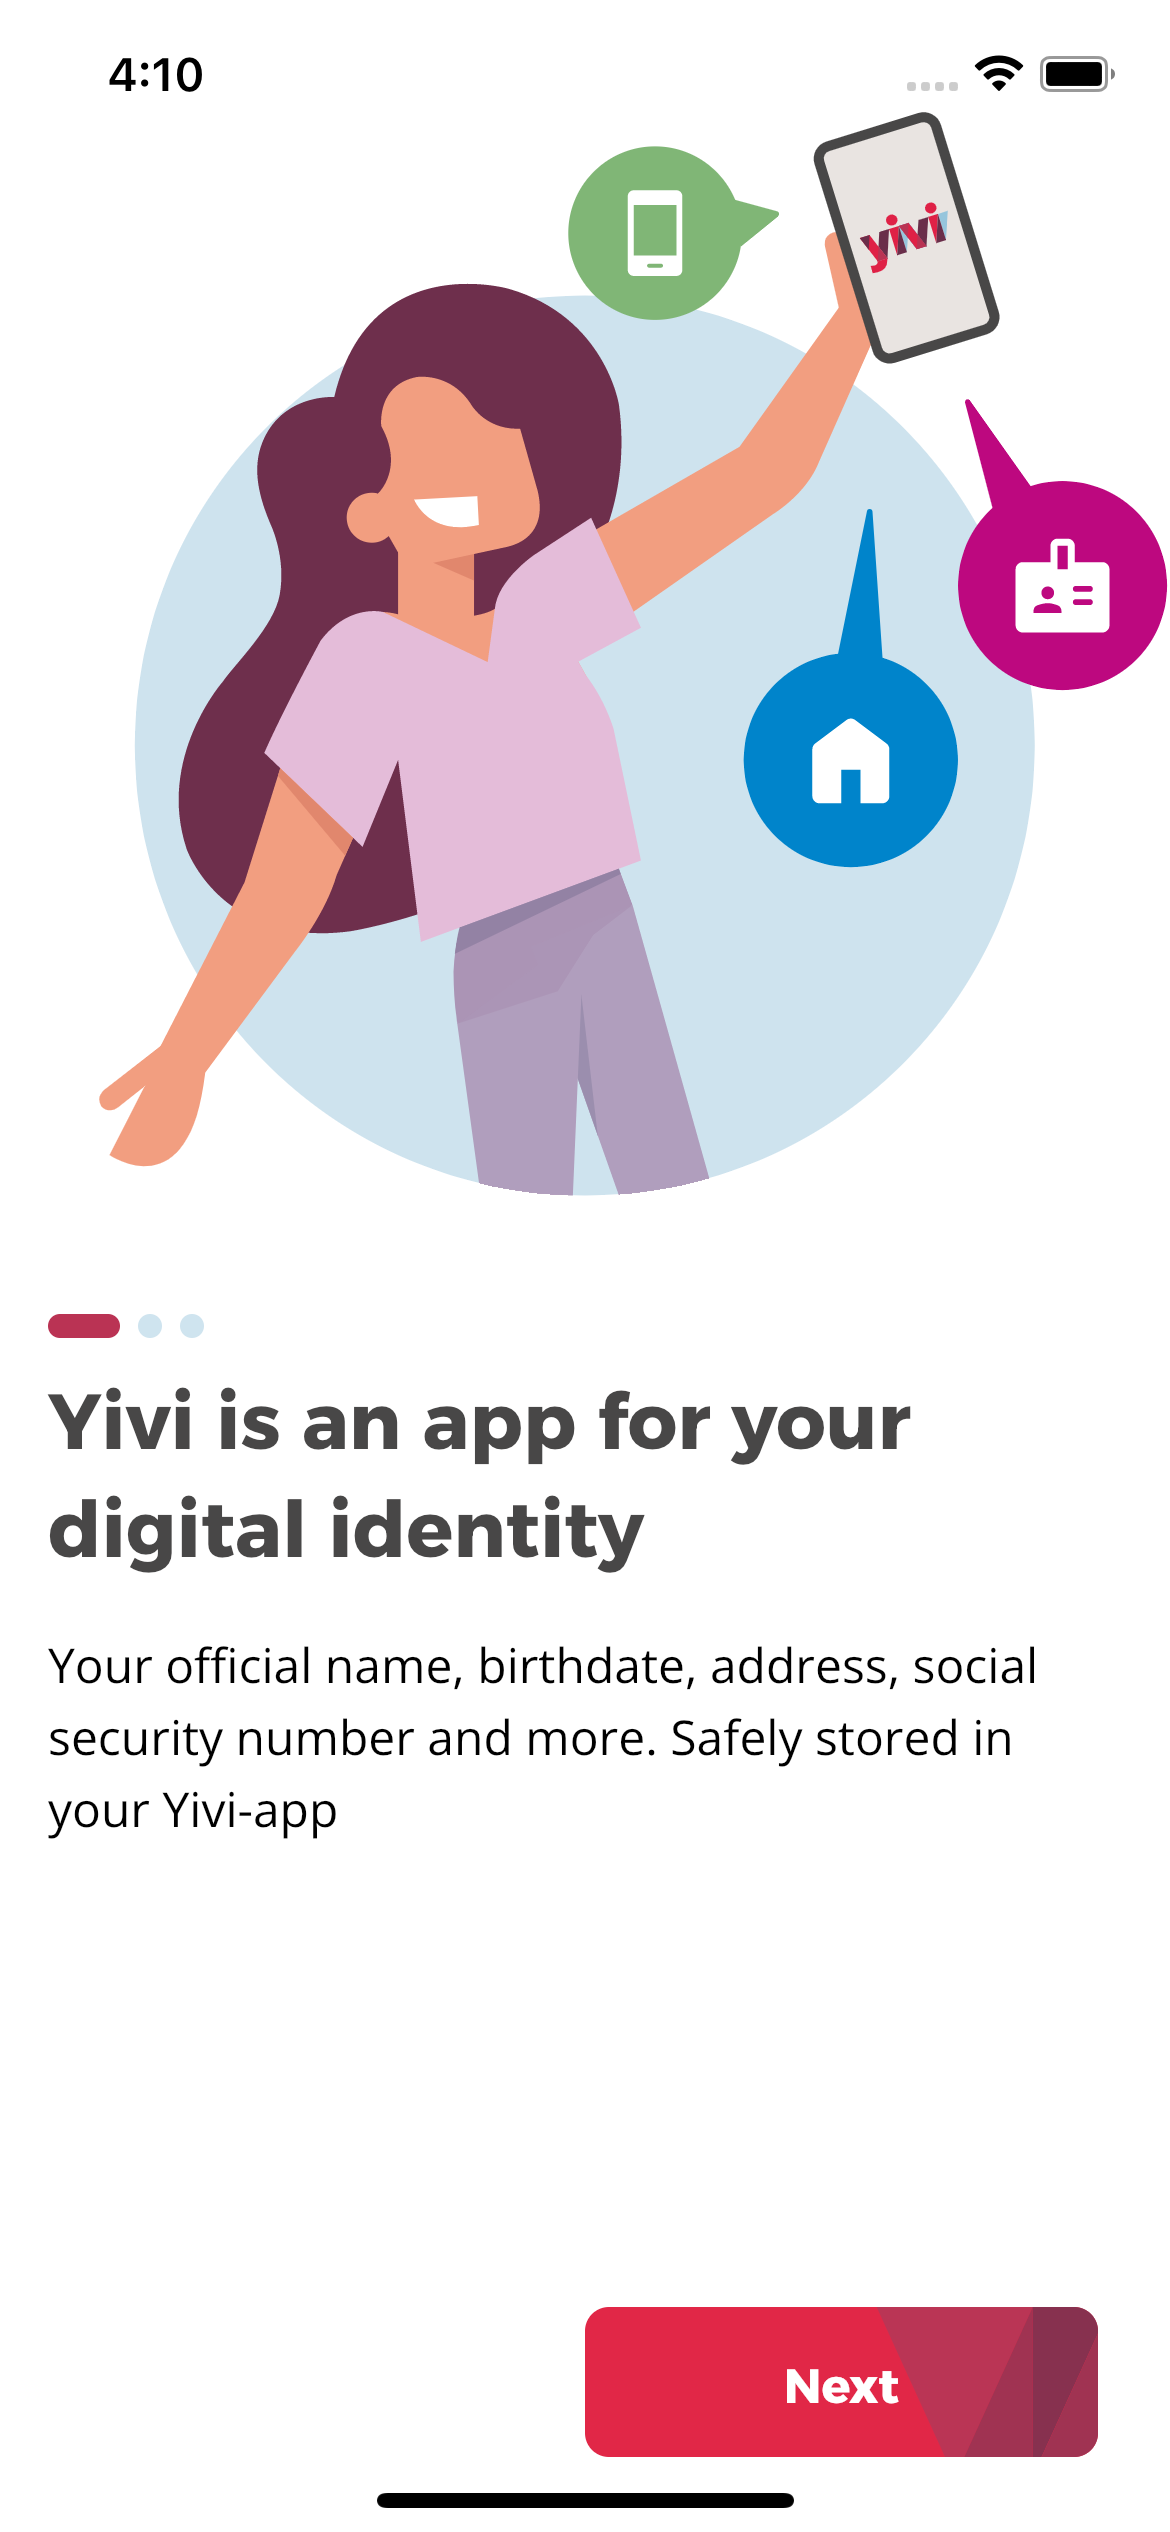 4:10
yivi
Yivi is an app for your
digital identity
Your official name, birthdate, address, social
security number and more. Safely stored in
your Yivi-app
Next